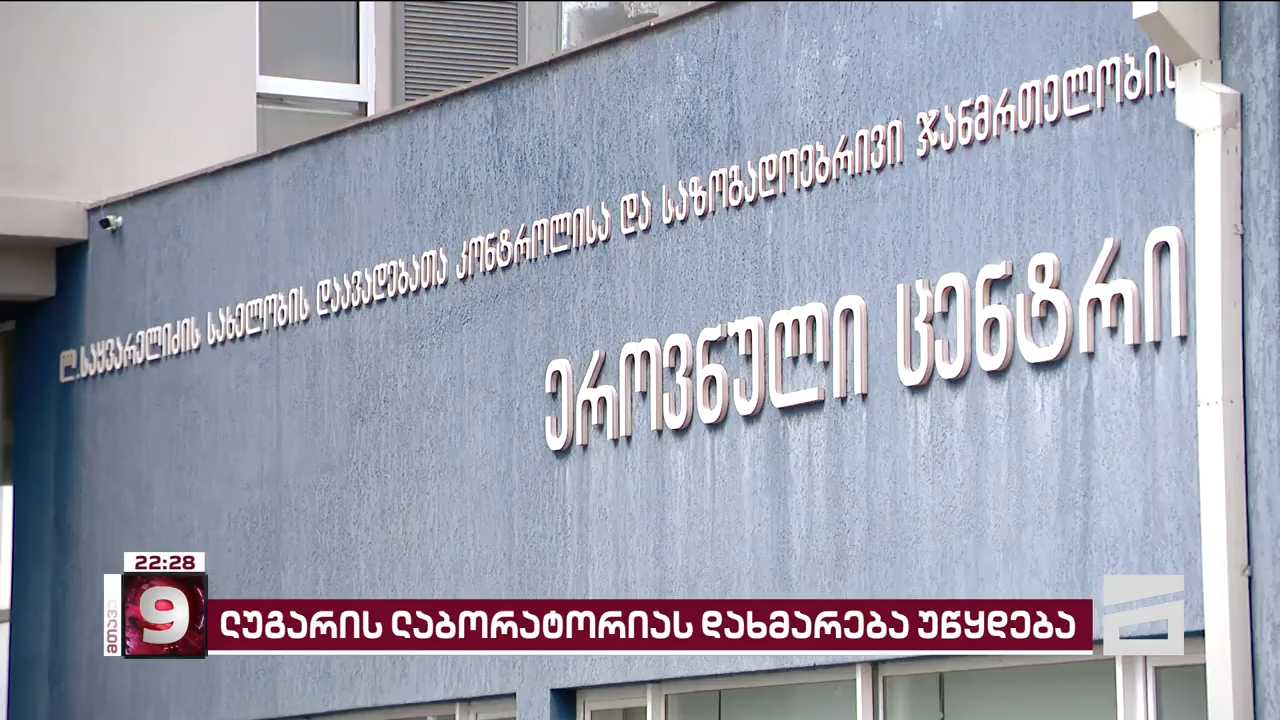 ლ.საყვარელიძის სახელობის დაავადებათა კონტროლისა და საზოგადოებრივი ჯანმრთელობის
ეროვნული ცენტრი
22:28
9
ლუგარის ლაბორატორიას დახმარება უწყდება